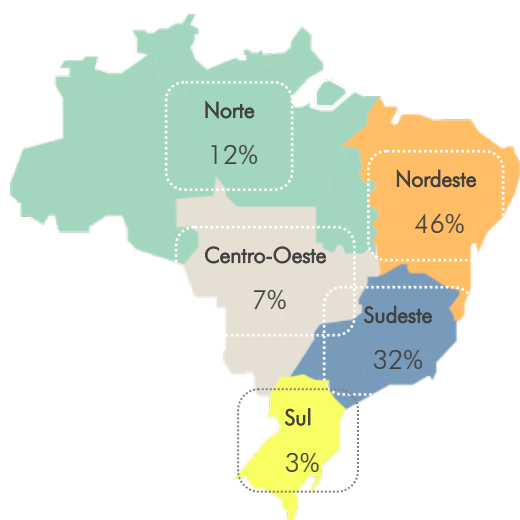 Norte
12%
Nordeste
46%
Centro-Oeste
7%
Sudeste
32%
Sul
3%